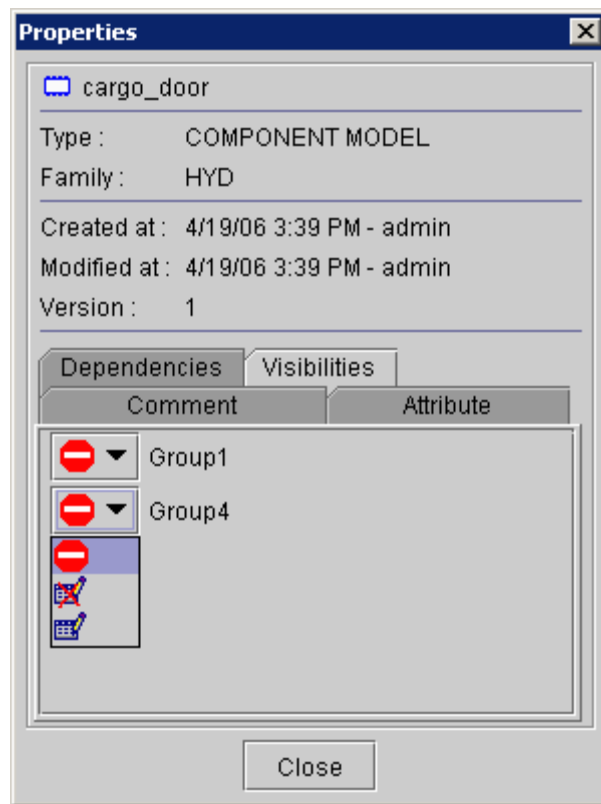 Properties
cargo_door
Type : COMPONENT MODEL
Family : HYD
Created at : 4/19/06 3:39 PM - admin
Modified at : 4/19/06 3:39 PM - admin
Version : 1
Dependencies Visibilities
Comment Attribute
Group1
Group4
Close